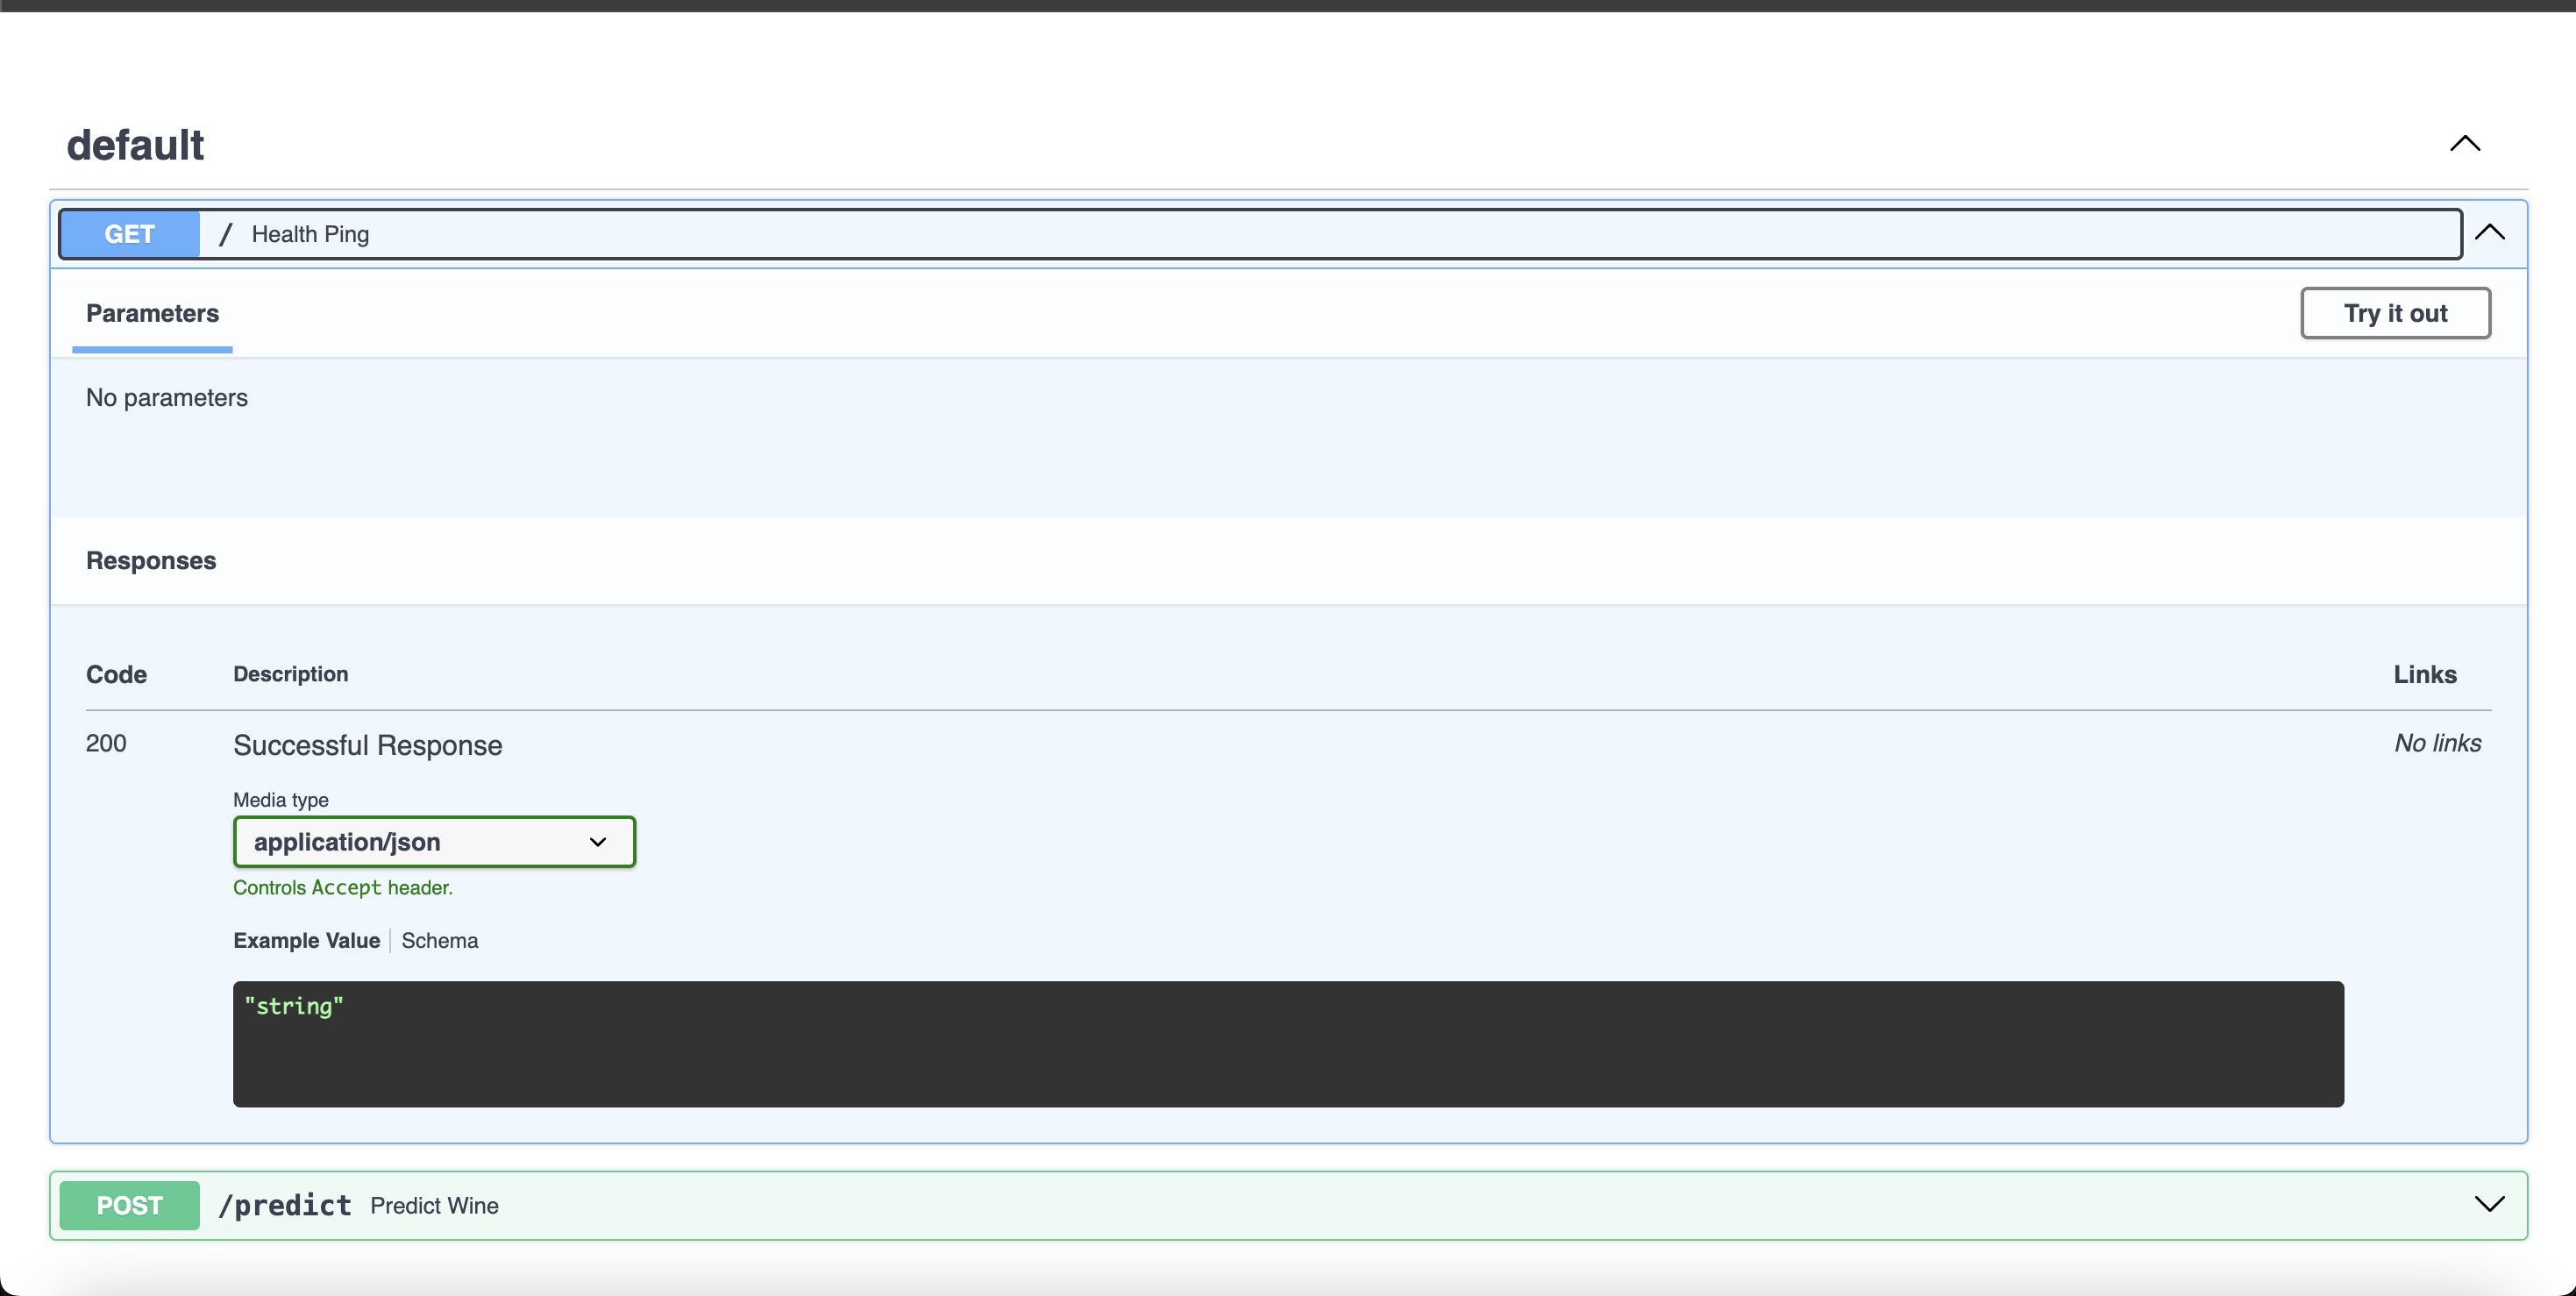 default
GET / Health Ping
Parameters
Try it out
No parameters
Responses
Code Description Links
200 Successful Response No links
Media type
application/json
Controls Accept header.
Example Value Schema
"string"
POST /predict Predict Wine